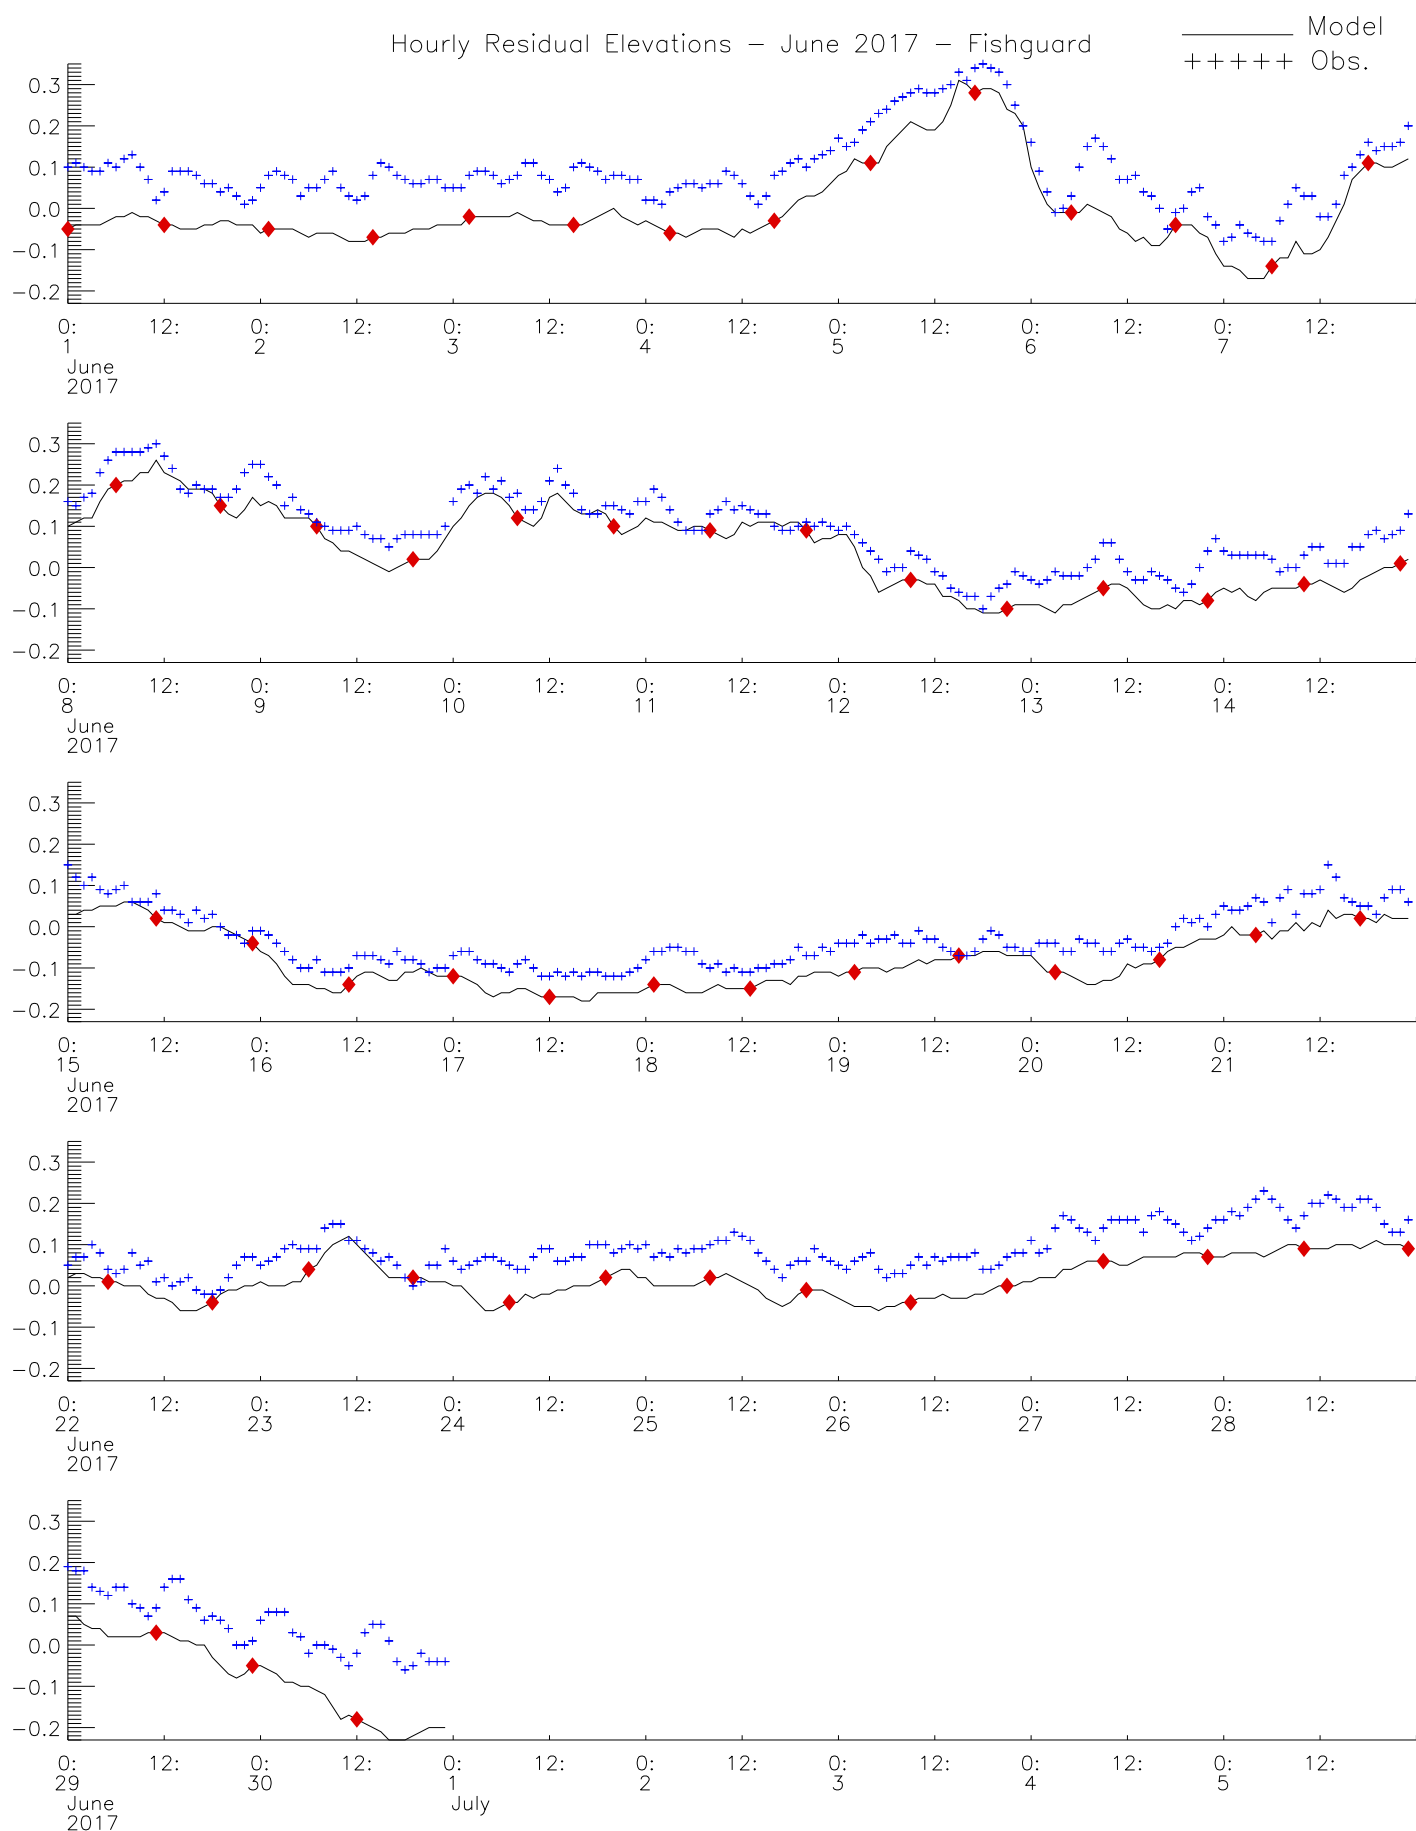 Hourly Residual Elevations – June 2017 – Fishguard
Model
+++++ Obs.
0.3
0.2
0.1
0.0
−0.1
−0.2
0: 12: 0: 12: 0: 12: 0: 12: 0: 12: 0: 12: 0: 12:
1 2 3 4 5 6 7
June
2017
0.3
0.2
0.1
0.0
−0.1
−0.2
0: 12: 0: 12: 0: 12: 0: 12: 0: 12: 0: 12: 0: 12:
8 9 10 11 12 13 14
June
2017
0.3
0.2
0.1
0.0
−0.1
−0.2
0: 12: 0: 12: 0: 12: 0: 12: 0: 12: 0: 12: 0: 12:
15 16 17 18 19 20 21
June
2017
0.3
0.2
0.1
0.0
−0.1
−0.2
0: 12: 0: 12: 0: 12: 0: 12: 0: 12: 0: 12: 0: 12:
22 23 24 25 26 27 28
June
2017
0.3
0.2
0.1
0.0
−0.1
−0.2
0: 12: 0: 12: 0: 12: 0: 12: 0: 12: 0: 12: 0: 12:
29 30 1 2 3 4 5
June July
2017